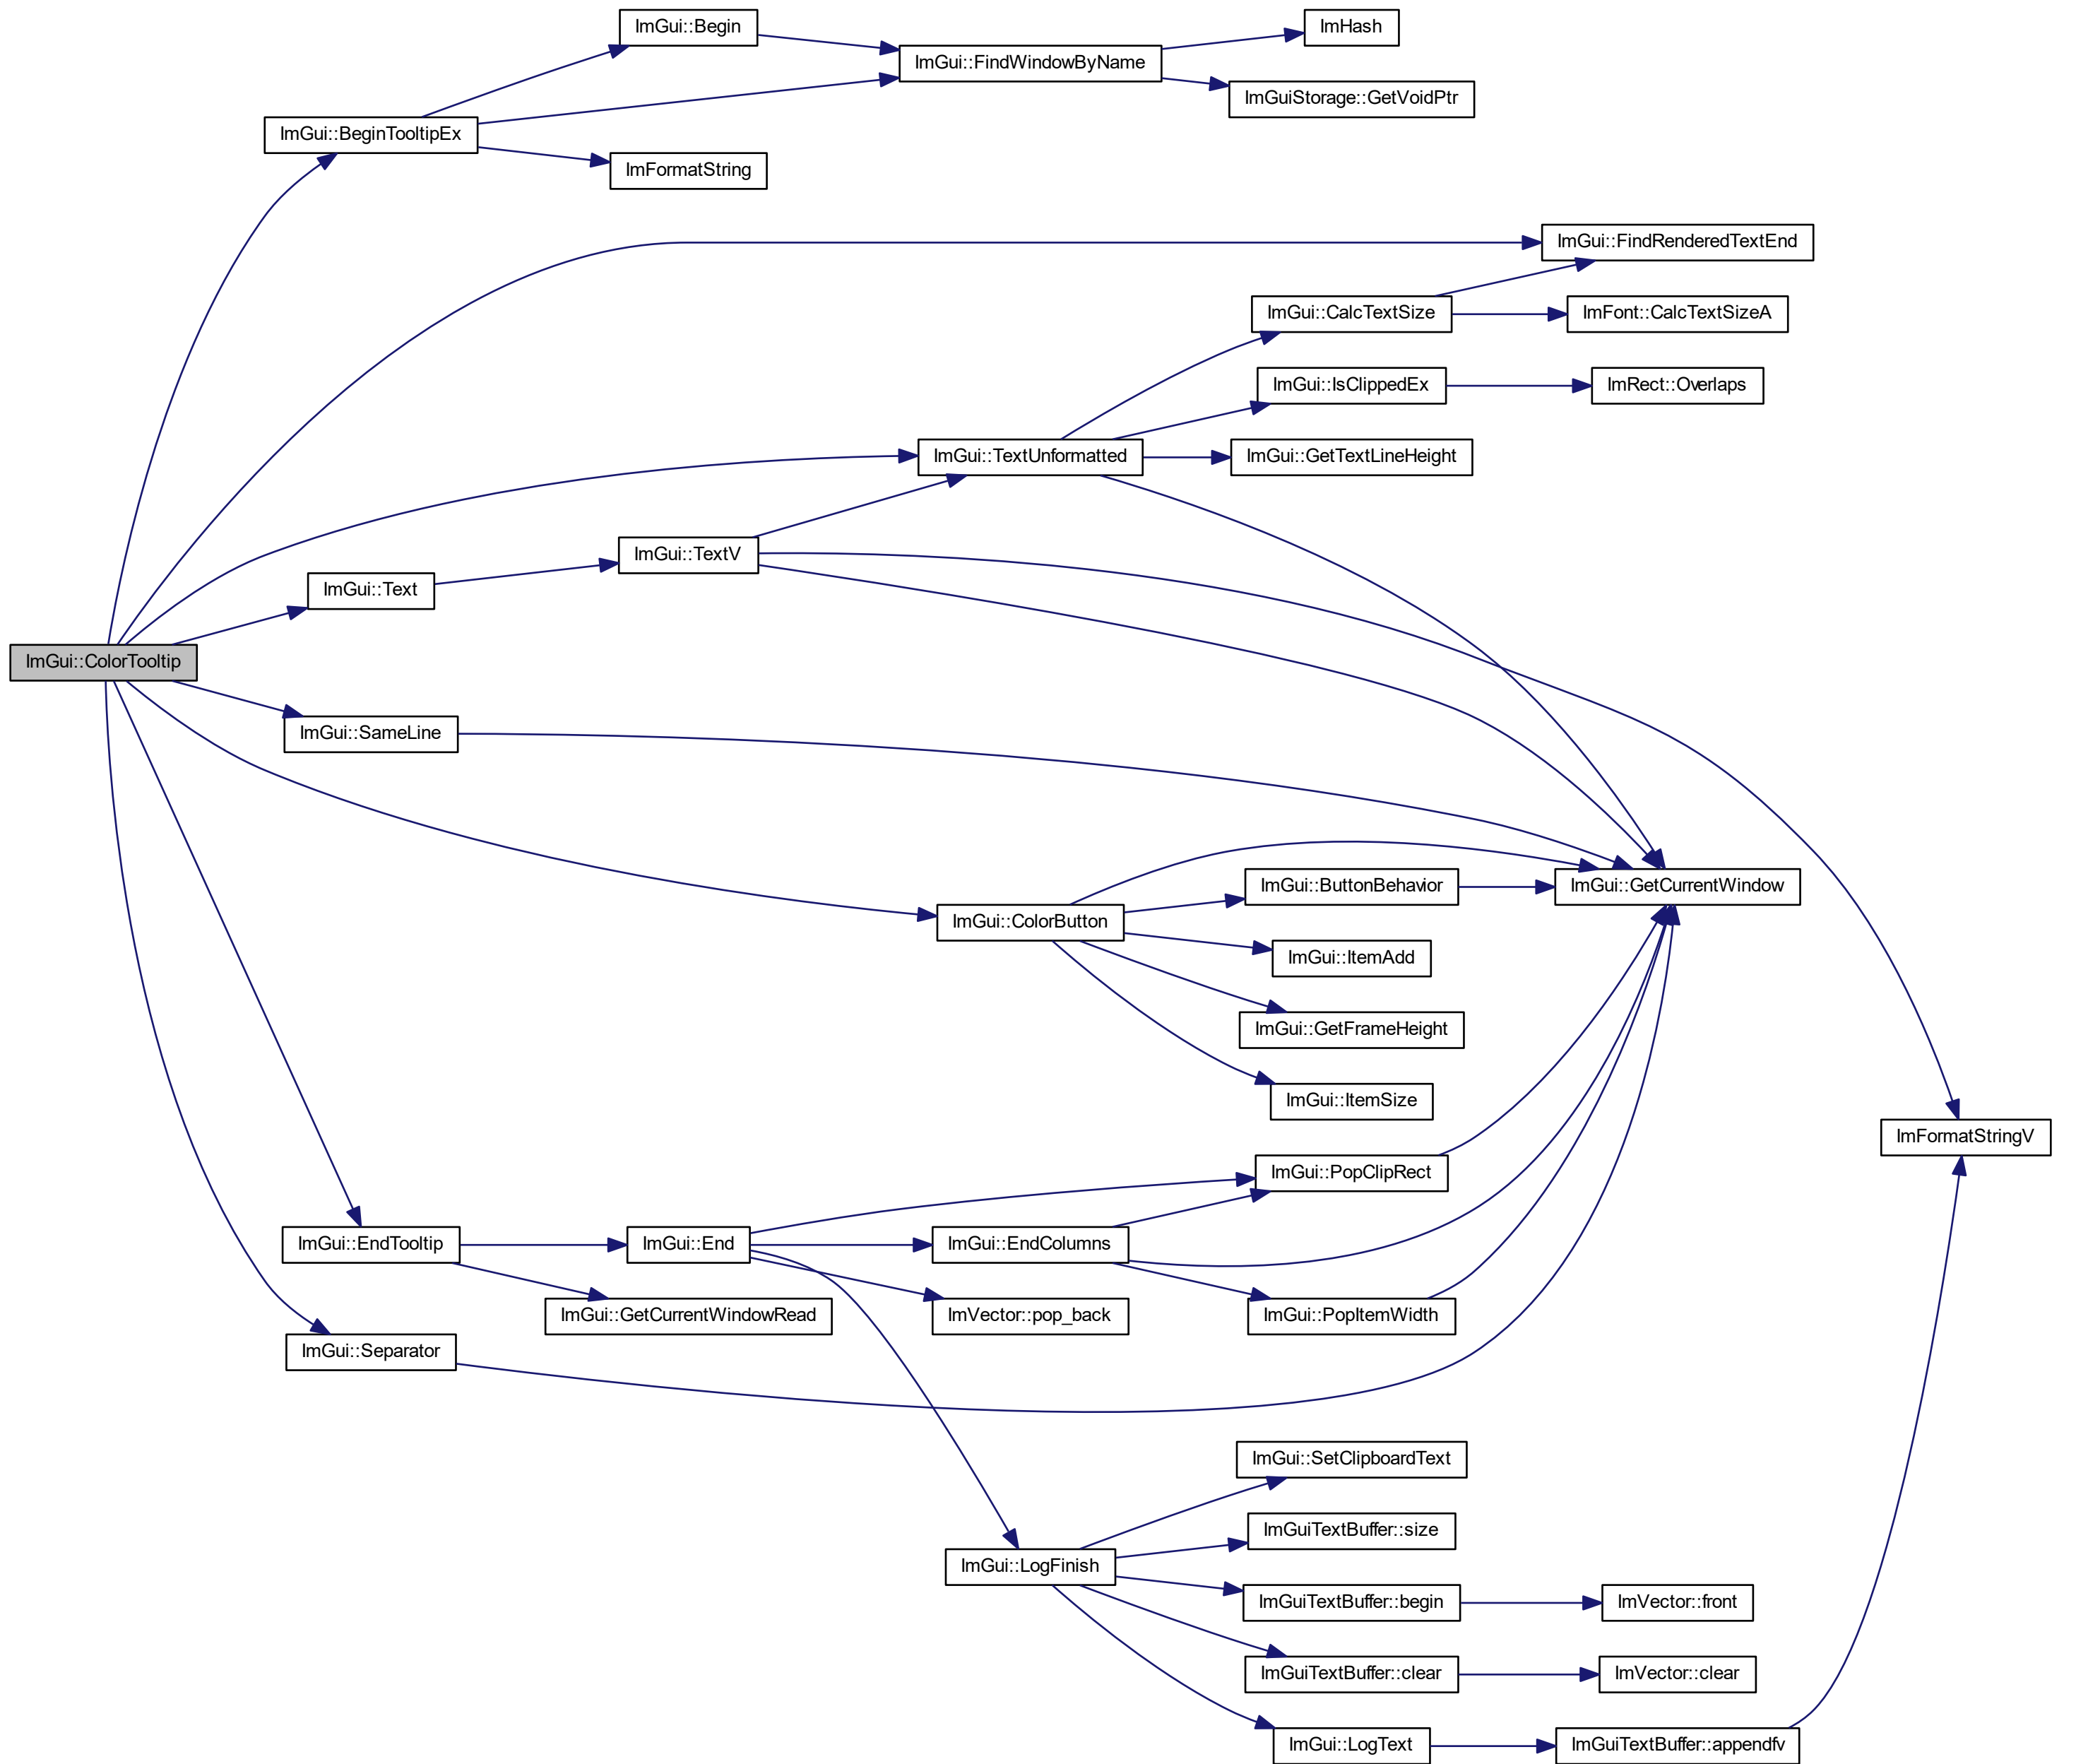 ImGui::Begin
ImHash
ImGui::FindWindowByName
ImGuiStorage::GetVoidPtr
ImGui::BeginTooltipEx
ImFormatString
ImGui::FindRenderedTextEnd
ImGui::CalcTextSize
ImFont::CalcTextSizeA
ImGui::IsClippedEx
ImRect::Overlaps
ImGui::TextUnformatted
ImGui::GetTextLineHeight
ImGui::TextV
ImGui::Text
ImGui::ColorTooltip
ImGui::SameLine
ImGui::ButtonBehavior
ImGui::GetCurrentWindow
ImGui::ColorButton
ImGui::ItemAdd
ImGui::GetFrameHeight
ImGui::ItemSize
ImFormatStringV
ImGui::PopClipRect
ImGui::EndTooltip
ImGui::End
ImGui::EndColumns
ImGui::GetCurrentWindowRead
ImVector::pop_back
ImGui::PopItemWidth
ImGui::Separator
ImGui::SetClipboardText
ImGuiTextBuffer::size
ImGui::LogFinish
ImGuiTextBuffer::begin
ImVector::front
ImGuiTextBuffer::clear
ImVector::clear
ImGui::LogText
ImGuiTextBuffer::appendfv